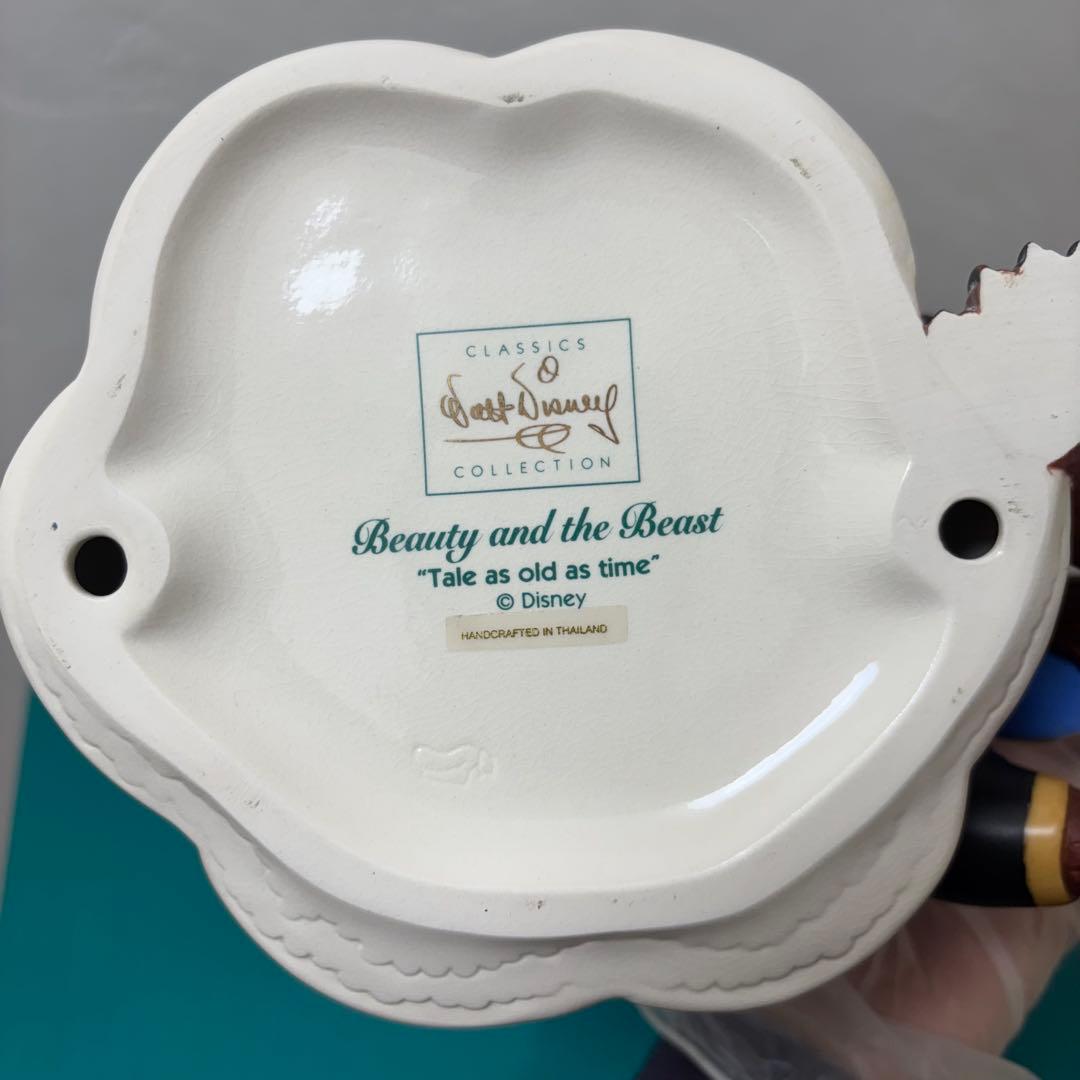 CLASSICS
Walt Disney
COLLECTION
Beauty and the Beast
“Tale as old as time”
© Disney
HANDCRAFTED IN THAILAND